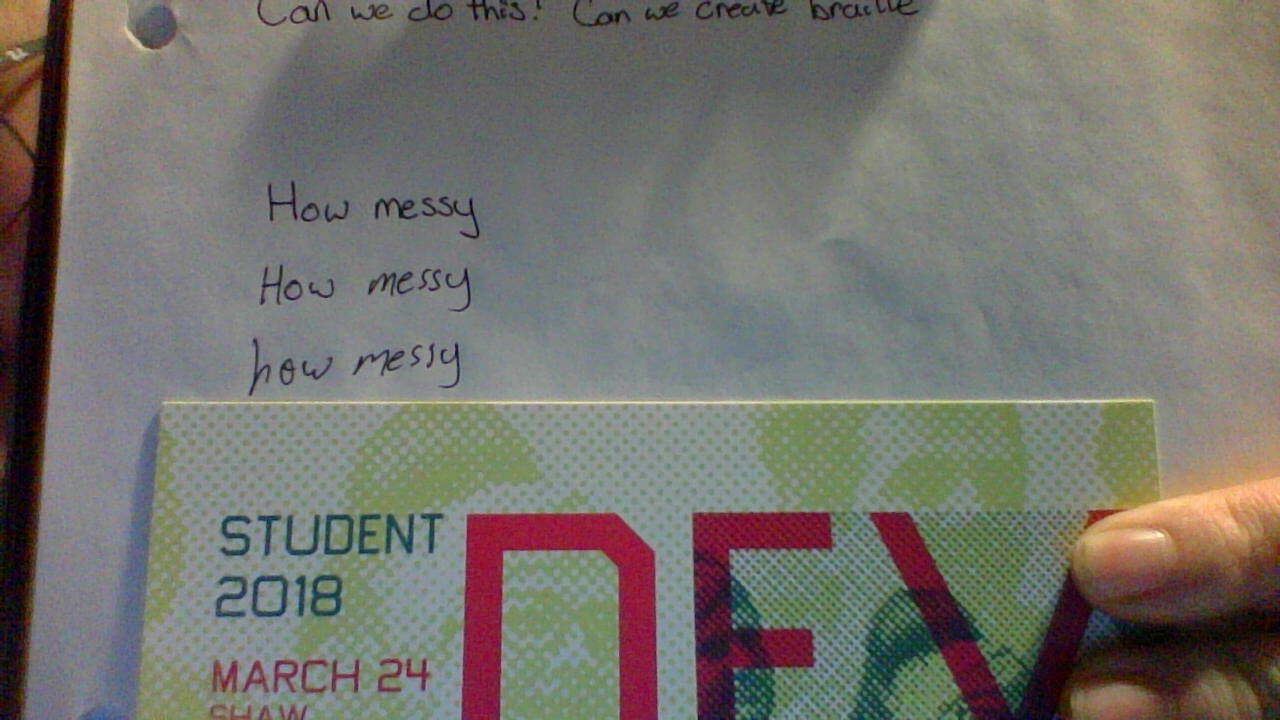 Can we do this! Can we create braille
How messy
How messy
how messy
STUDENT
2018
MARCH 24
SHAW
DEV